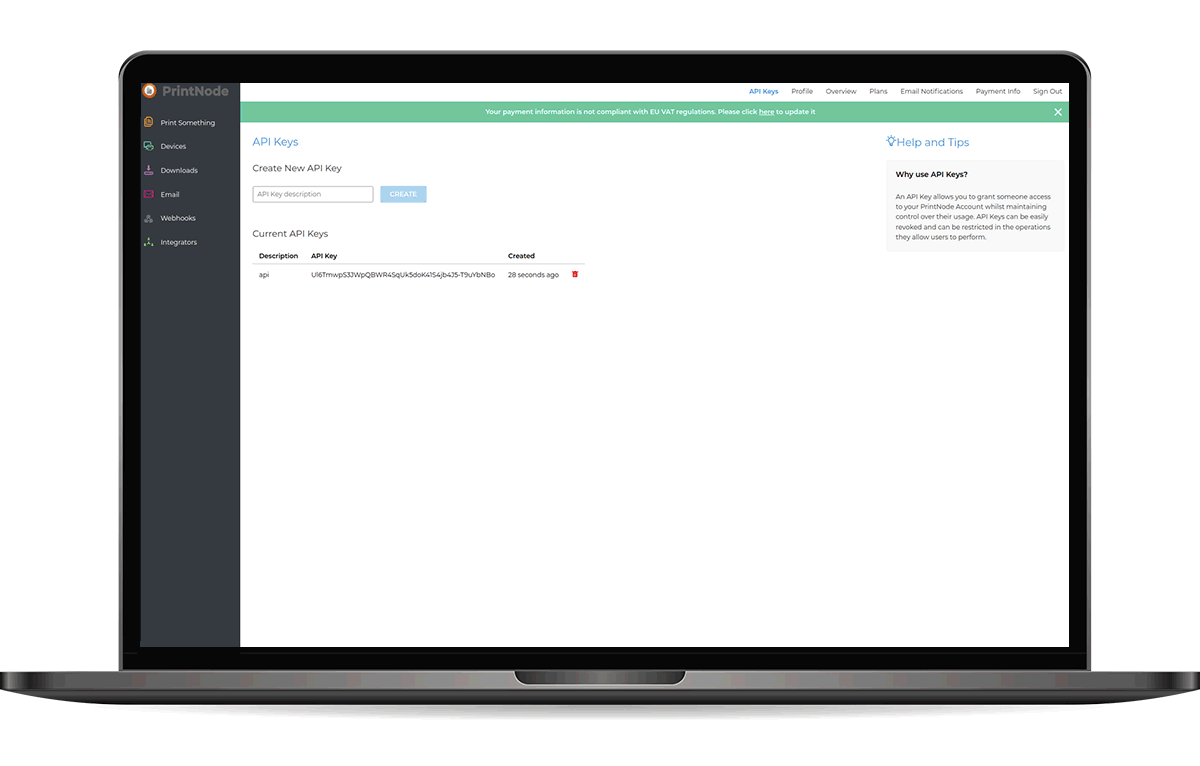 PrintNode
API Keys Profile Overview Plans Email Notifications Payment Info Sign Out
Your payment information is not compliant with EU VAT regulations. Please click here to update it
Print Something
Devices
Downloads
Email
Webhooks
Integrators
API Keys
Create New API Key
API Key description CREATE
Current API Keys
Description API Key Created
api Ul6TmwpS3JWpQBWR4SqUk5doK41S4jb4J5-T9uYbNBo 28 seconds ago
Help and Tips
Why use API Keys?
An API Key allows you to grant someone access
to your PrintNode Account whilst maintaining
control over their usage. API Keys can be easily
revoked and can be restricted in the operations
they allow users to perform.